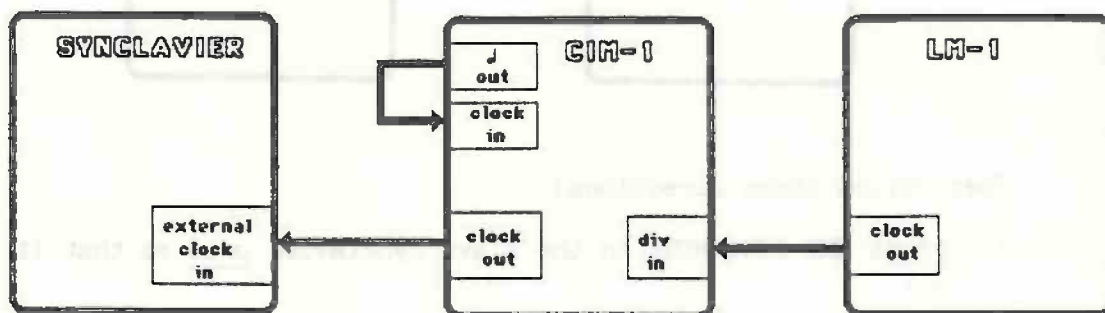 SYNCLAVIER
CIM-1
LM-1
♩
out
clock
in
external
clock
in
clock
out
div
in
clock
out